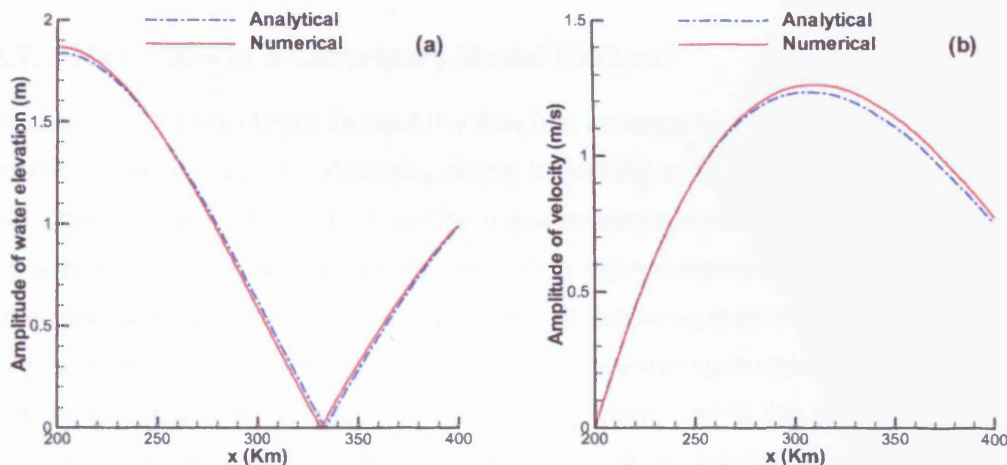 Analytical
Numerical
(a)
Amplitude of water elevation (m)
2
1.5
1
0.5
0
200
250
300
350
400
x (Km)
Analytical
Numerical
(b)
Amplitude of velocity (m/s)
1.5
1
0.5
0
200
250
300
350
400
x (Km)